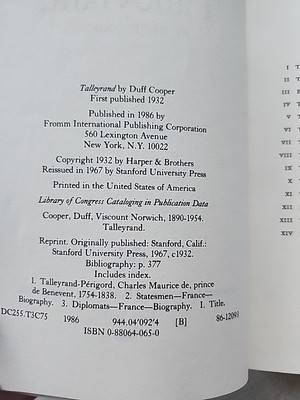 Talleyrand by Duff Cooper
First published 1932
Published in 1986 by
Fromm International Publishing Corporation
560 Lexington Avenue
New York, N.Y. 10022
Copyright 1932 by Harper & Brothers
Reissued in 1967 by Stanford University Press
Printed in the United States of America
Library of Congress Cataloging in Publication Data
Cooper, Duff, Viscount Norwich, 1890-1954.
Talleyrand.
Reprint. Originally published: Stanford, Calif.:
Stanford University Press, 1967, c1932.
Bibliography: p. 377
Includes index.
1. Talleyrand-Périgord, Charles Maurice de, prince
de Benevent, 1754-1838. 2. Statesmen—France—
Biography. 3. Diplomats—France—Biography. I. Title.
DC255.T3C75 1986 944.04'092'4 [B] 86-12093
ISBN 0-88064-065-0
I T
II T
III
IV T
V T
VI
VII T
VIII T
IX
X
XI
XII
XIII
XIV